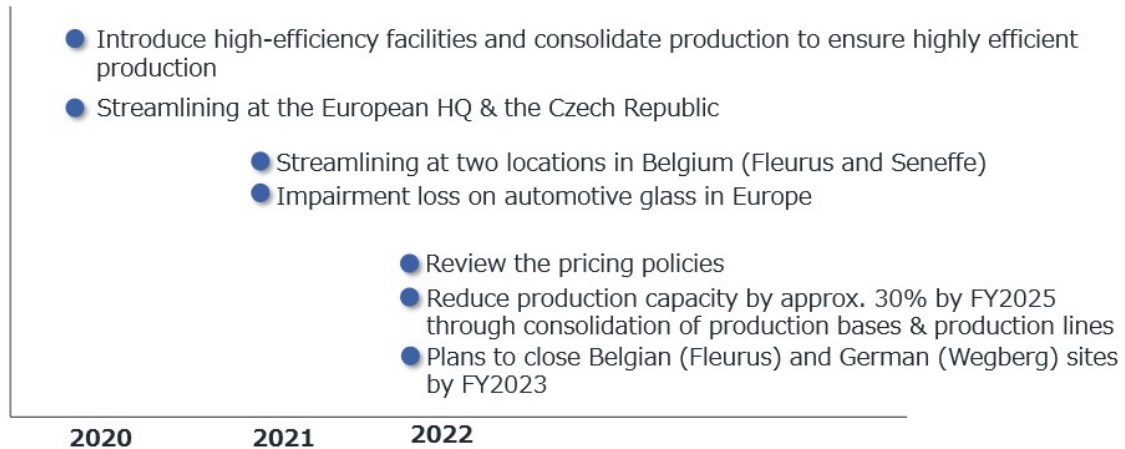 Introduce high-efficiency facilities and consolidate production to ensure highly efficient
production
Streamlining at the European HQ & the Czech Republic
Streamlining at two locations in Belgium (Fleurus and Seneffe)
Impairment loss on automotive glass in Europe
Review the pricing policies
Reduce production capacity by approx. 30% by FY2025
through consolidation of production bases & production lines
Plans to close Belgian (Fleurus) and German (Wegberg) sites
by FY2023
2020 2021 2022